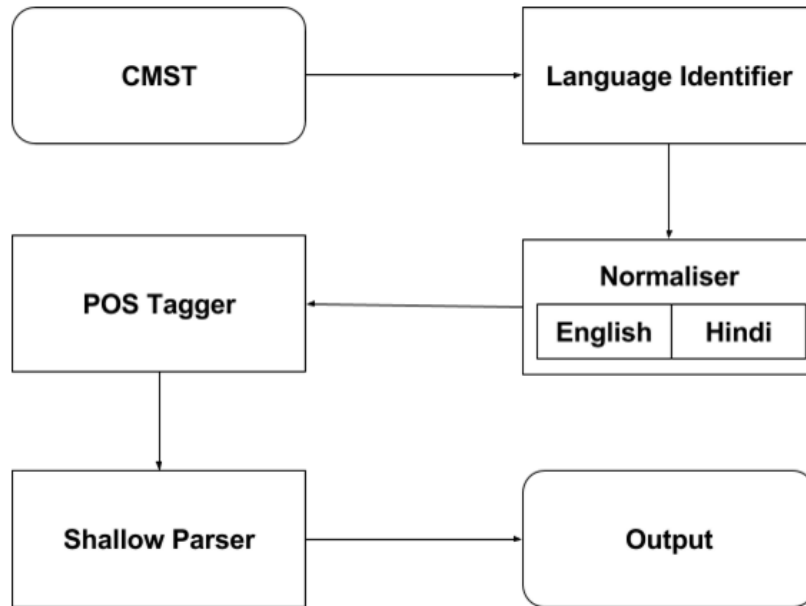 CMST
Language Identifier
Normaliser
English
Hindi
POS Tagger
Shallow Parser
Output